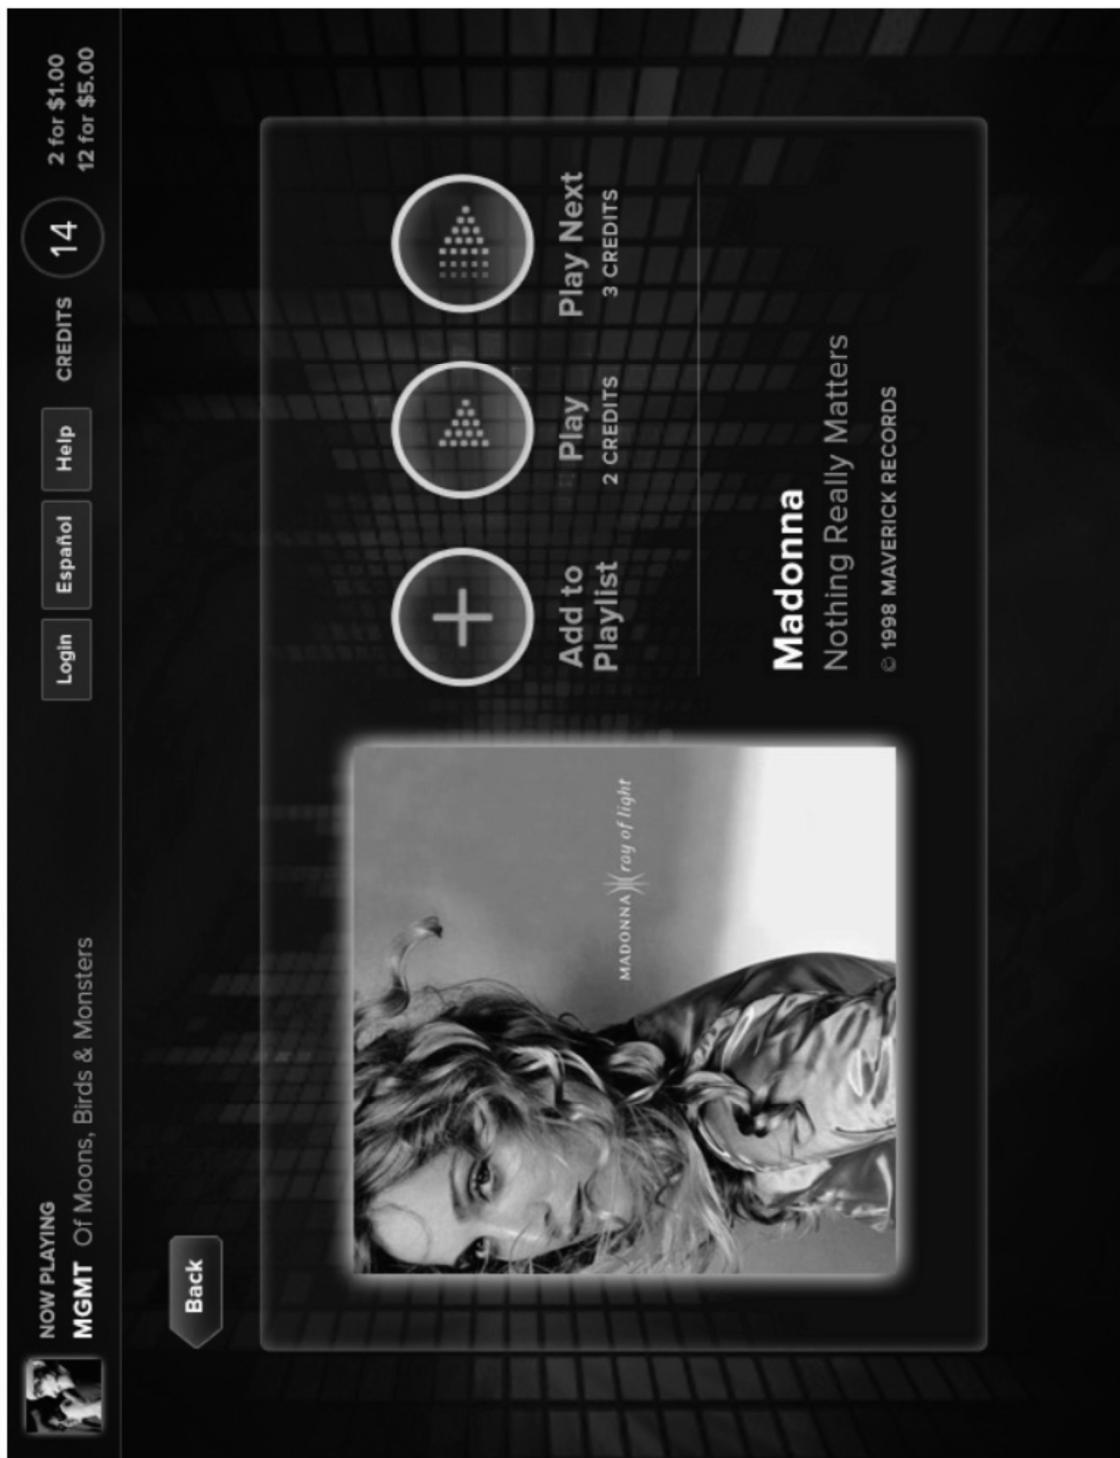 NOW PLAYING
MGMT Of Moons, Birds & Monsters
Login
Español
Help
CREDITS
14
2 for $1.00
12 for $5.00
Back
MADONNA ray of light
Add to
Playlist
Play
2 CREDITS
Play Next
3 CREDITS
Madonna
Nothing Really Matters
© 1998 MAVERICK RECORDS